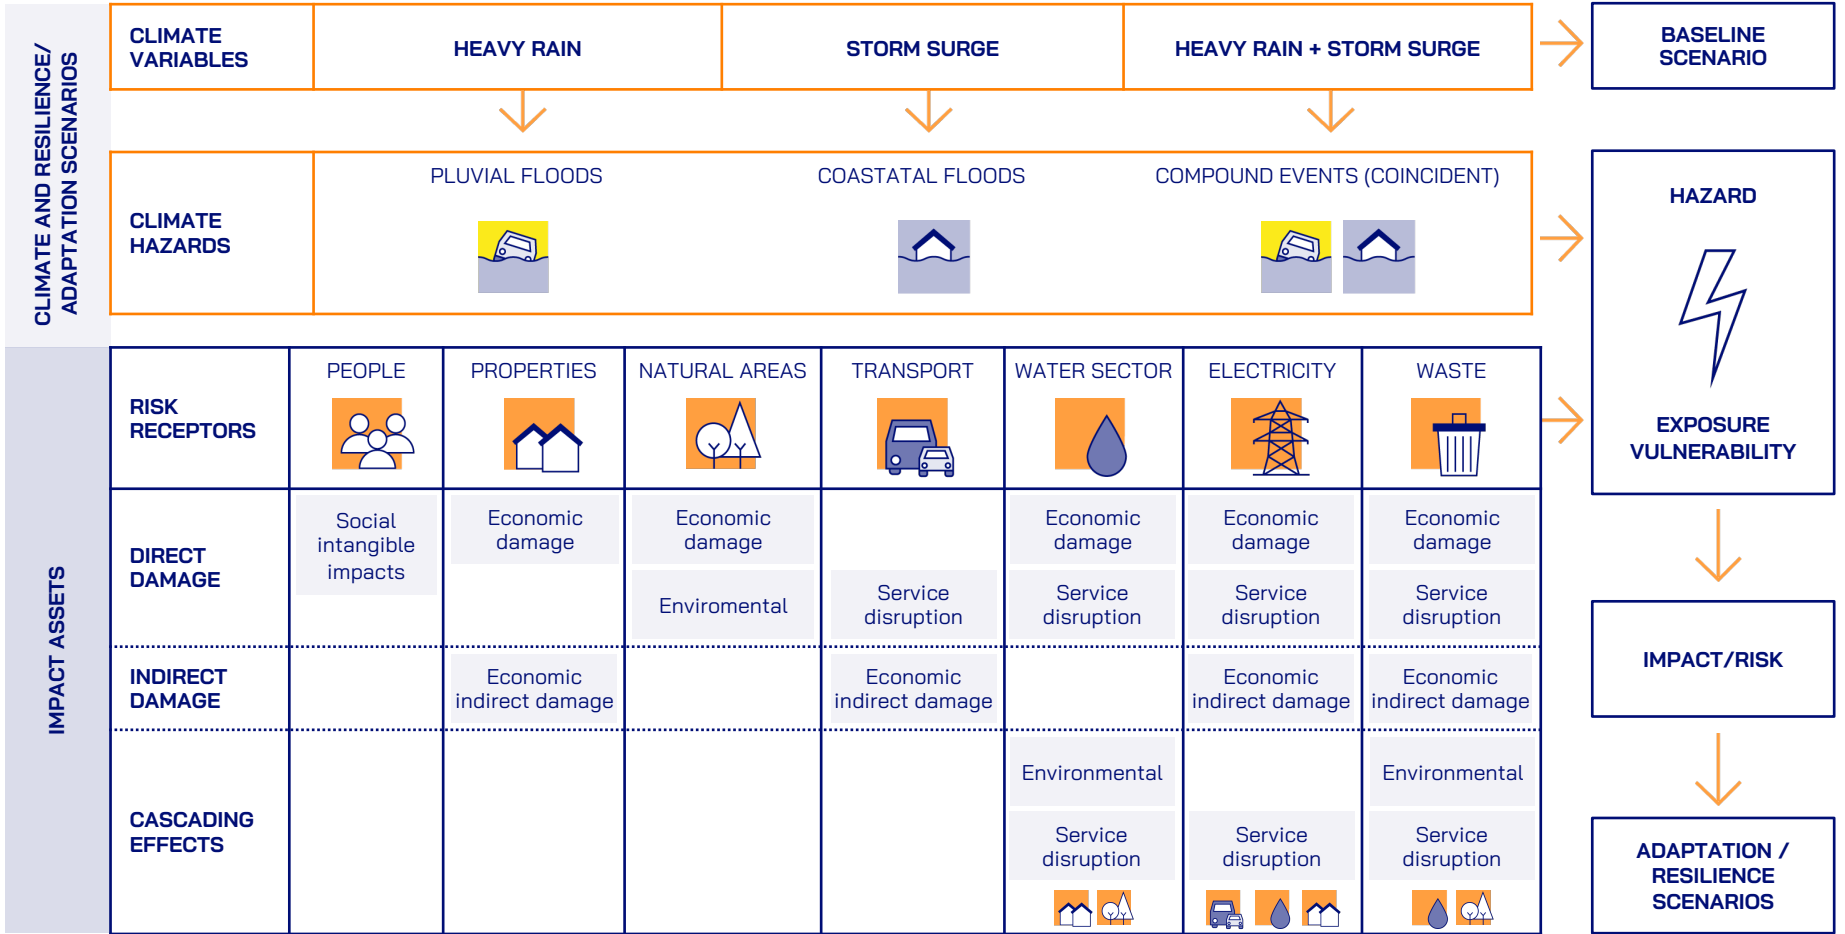 CLIMATE AND RESILIENCE/
ADAPTATION SCENARIOS
CLIMATE
VARIABLES
HEAVY RAIN
STORM SURGE
HEAVY RAIN + STORM SURGE
BASELINE
SCENARIO
CLIMATE
HAZARDS
PLUVIAL FLOODS
COASTATAL FLOODS
COMPOUND EVENTS (COINCIDENT)
HAZARD
EXPOSURE
VULNERABILITY
IMPACT ASSETS
RISK
RECEPTORS
PEOPLE
PROPERTIES
NATURAL AREAS
TRANSPORT
WATER SECTOR
ELECTRICITY
WASTE
DIRECT
DAMAGE
Social
intangible
impacts
Economic
damage
Economic
damage
Enviromental
Service
disruption
Economic
damage
Service
disruption
Economic
damage
Service
disruption
Economic
damage
Service
disruption
INDIRECT
DAMAGE
Economic
indirect damage
Economic
indirect damage
Economic
indirect damage
Economic
indirect damage
IMPACT/RISK
CASCADING
EFFECTS
Environmental
Service
disruption
Service
disruption
Environmental
Service
disruption
ADAPTATION /
RESILIENCE
SCENARIOS